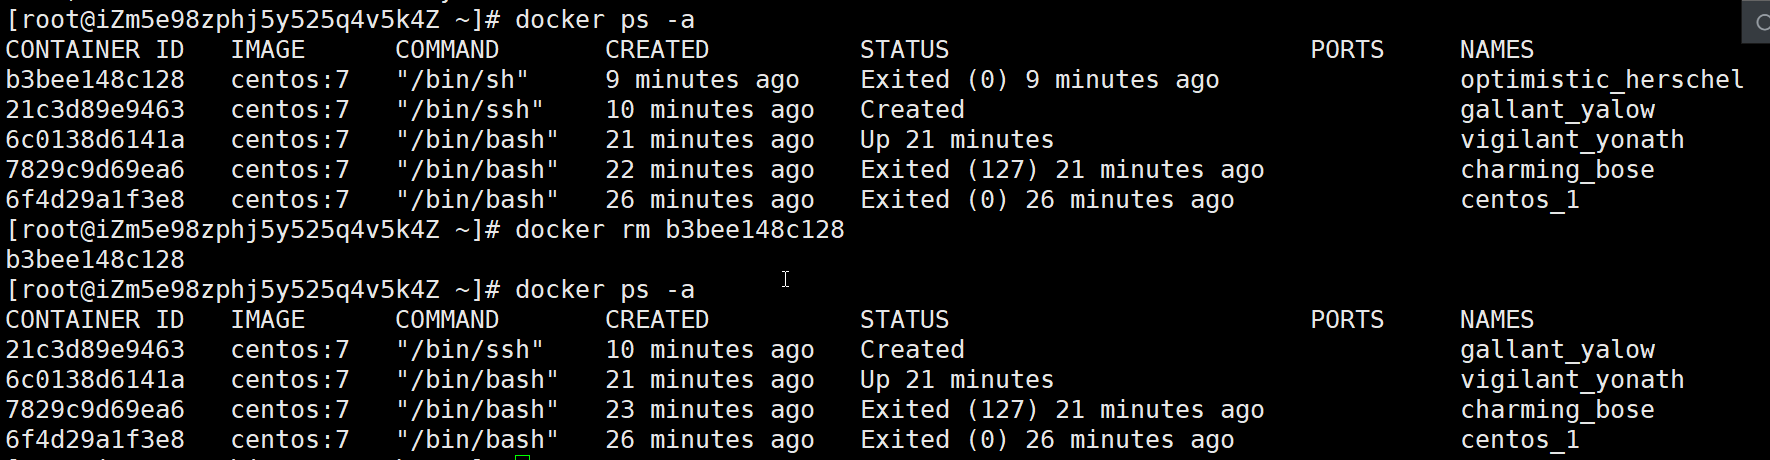 [root@iZm5e98zphj5y525q4v5k4Z ~]# docker ps -a
CONTAINER ID   IMAGE      COMMAND       CREATED          STATUS                        PORTS     NAMES
b3bee148c128   centos:7   "/bin/sh"     9 minutes ago    Exited (0) 9 minutes ago                optimistic_herschel
21c3d89e9463   centos:7   "/bin/ssh"    10 minutes ago   Created                                 gallant_yalow
6c0138d6141a   centos:7   "/bin/bash"   21 minutes ago   Up 21 minutes                           vigilant_yonath
7829c9d69ea6   centos:7   "/bin/bash"   22 minutes ago   Exited (127) 21 minutes ago             charming_bose
6f4d29a1f3e8   centos:7   "/bin/bash"   26 minutes ago   Exited (0) 26 minutes ago               centos_1
[root@iZm5e98zphj5y525q4v5k4Z ~]# docker rm b3bee148c128
b3bee148c128
[root@iZm5e98zphj5y525q4v5k4Z ~]# docker ps -a
CONTAINER ID   IMAGE      COMMAND       CREATED          STATUS                        PORTS     NAMES
21c3d89e9463   centos:7   "/bin/ssh"    10 minutes ago   Created                                 gallant_yalow
6c0138d6141a   centos:7   "/bin/bash"   21 minutes ago   Up 21 minutes                           vigilant_yonath
7829c9d69ea6   centos:7   "/bin/bash"   23 minutes ago   Exited (127) 21 minutes ago             charming_bose
6f4d29a1f3e8   centos:7   "/bin/bash"   26 minutes ago   Exited (0) 26 minutes ago               centos_1